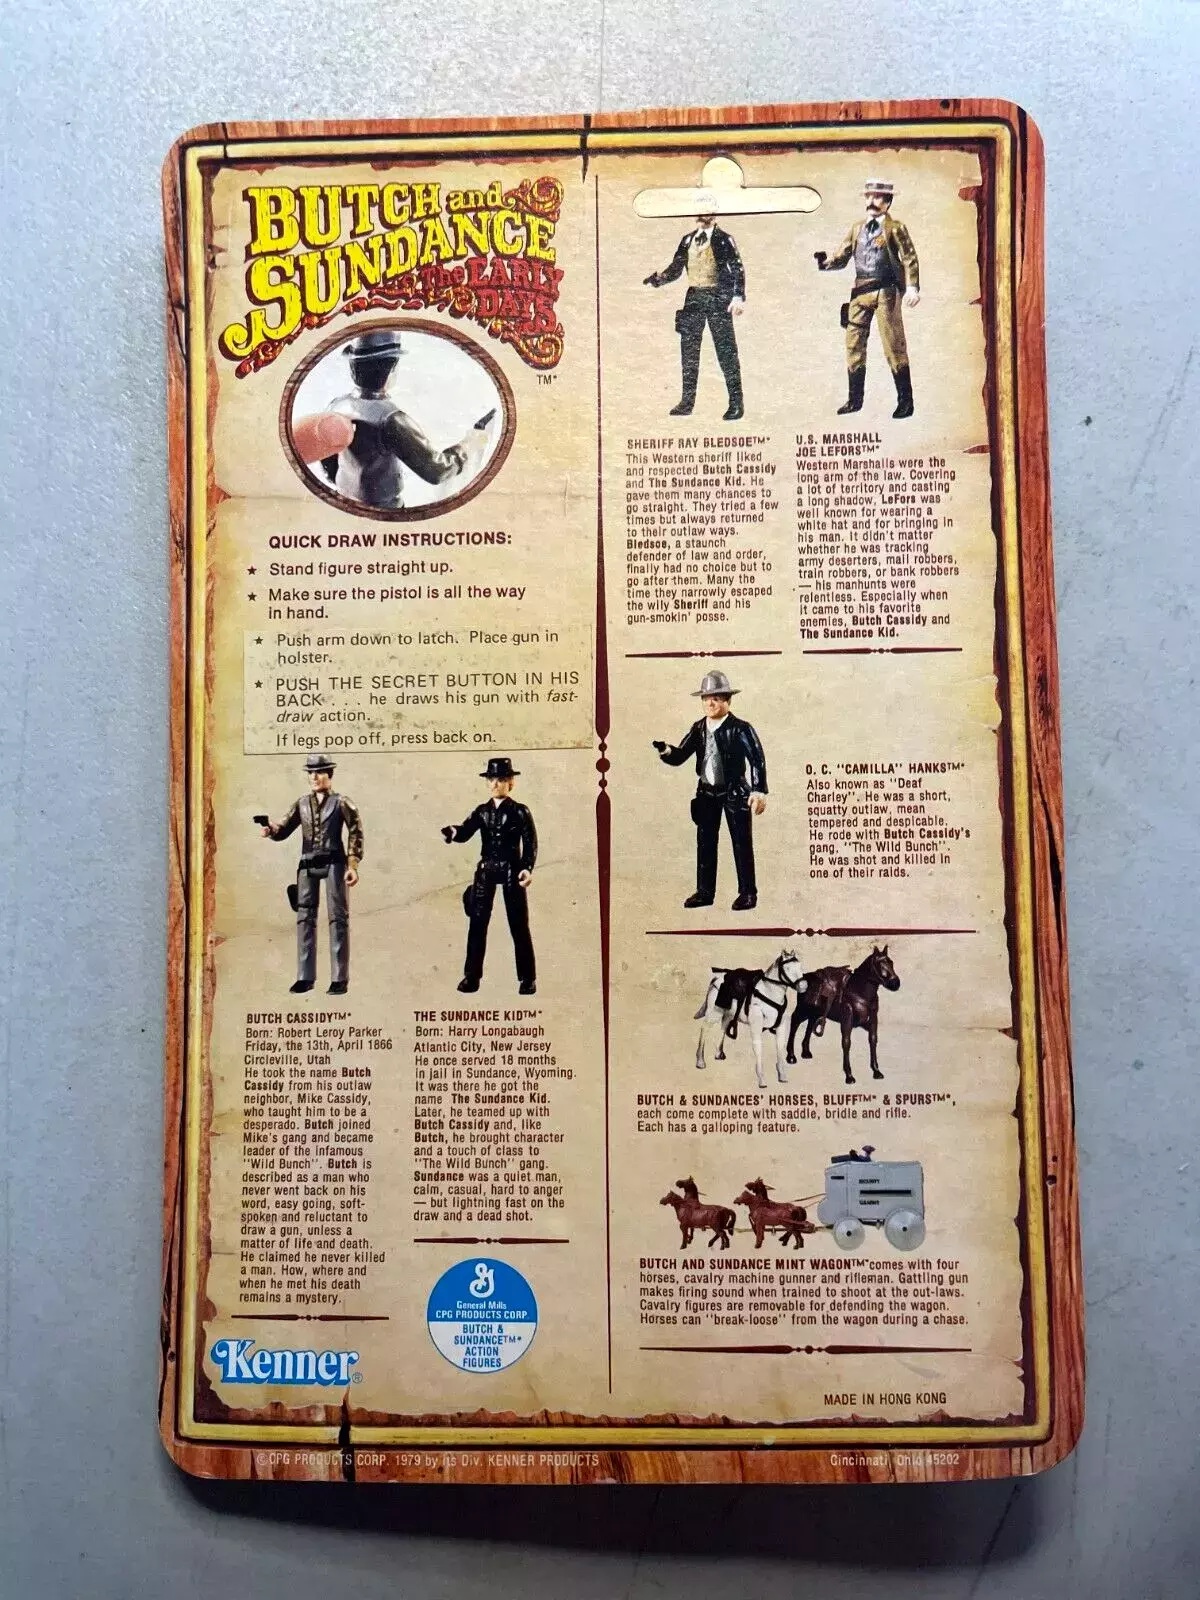 BUTCH and
SUNDANCE
The EARLY
DAYS
TM*
QUICK DRAW INSTRUCTIONS:
★ Stand figure straight up.
★ Make sure the pistol is all the way
in hand.
★ Push arm down to latch. Place gun in
holster.
★ PUSH THE SECRET BUTTON IN HIS
BACK . . . he draws his gun with fast-
draw action.
If legs pop off, press back on.
BUTCH CASSIDY™*
Born: Robert Leroy Parker
Friday, the 13th, April 1866
Circleville, Utah
He took the name Butch
Cassidy from his outlaw
neighbor, Mike Cassidy,
who taught him to be a
desperado. Butch joined
Mike's gang and became
leader of the infamous
"Wild Bunch". Butch is
described as a man who
never went back on his
word, easy going, soft-
spoken and reluctant to
draw a gun, unless a
matter of life and death.
He claimed he never killed
a man. How, where and
when he met his death
remains a mystery.
THE SUNDANCE KID™*
Born: Harry Longabaugh
Atlantic City, New Jersey
He once served 18 months
in jail in Sundance, Wyoming.
It was there he got the
name The Sundance Kid.
Later, he teamed up with
Butch Cassidy and, like
Butch, he brought character
and a touch of class to
"The Wild Bunch" gang.
Sundance was a quiet man,
calm, casual, hard to anger
— but lightning fast on the
draw and a dead shot.
Kenner®
General Mills
CPG PRODUCTS CORP
BUTCH &
SUNDANCE™*
ACTION
FIGURES
SHERIFF RAY BLEDSOE™*
This Western sheriff liked
and respected Butch Cassidy
and The Sundance Kid. He
gave them many chances to
go straight. They tried a few
times but always returned
to their outlaw ways.
Bledsoe, a staunch
defender of law and order,
finally had no choice but to
go after them. Many the
time they narrowly escaped
the wily Sheriff and his
gun-smokin' posse.
U.S. MARSHALL
JOE LEFORS™*
Western Marshalls were the
long arm of the law. Covering
a lot of territory and casting
a long shadow, LeFors was
well known for wearing a
white hat and for bringing in
his man. It didn't matter
whether he was tracking
army deserters, mail robbers,
train robbers, or bank robbers
— his manhunts were
relentless. Especially when
it came to his favorite
enemies, Butch Cassidy and
The Sundance Kid.
O. C. "CAMILLA" HANKS™*
Also known as "Deaf
Charley". He was a short,
squatty outlaw, mean
tempered and despicable.
He rode with Butch Cassidy's
gang, "The Wild Bunch".
He was shot and killed in
one of their raids.
BUTCH & SUNDANCES' HORSES, BLUFF™* & SPURS™*,
each come complete with saddle, bridle and rifle.
Each has a galloping feature.
BUTCH AND SUNDANCE MINT WAGON™*comes with four
horses, cavalry machine gunner and rifleman. Gattling gun
makes firing sound when trained to shoot at the out-laws.
Cavalry figures are removable for defending the wagon.
Horses can "break-loose" from the wagon during a chase.
MADE IN HONG KONG
© CPG PRODUCTS CORP. 1979 by its Div. KENNER PRODUCTS
Cincinnati, Ohio 45202